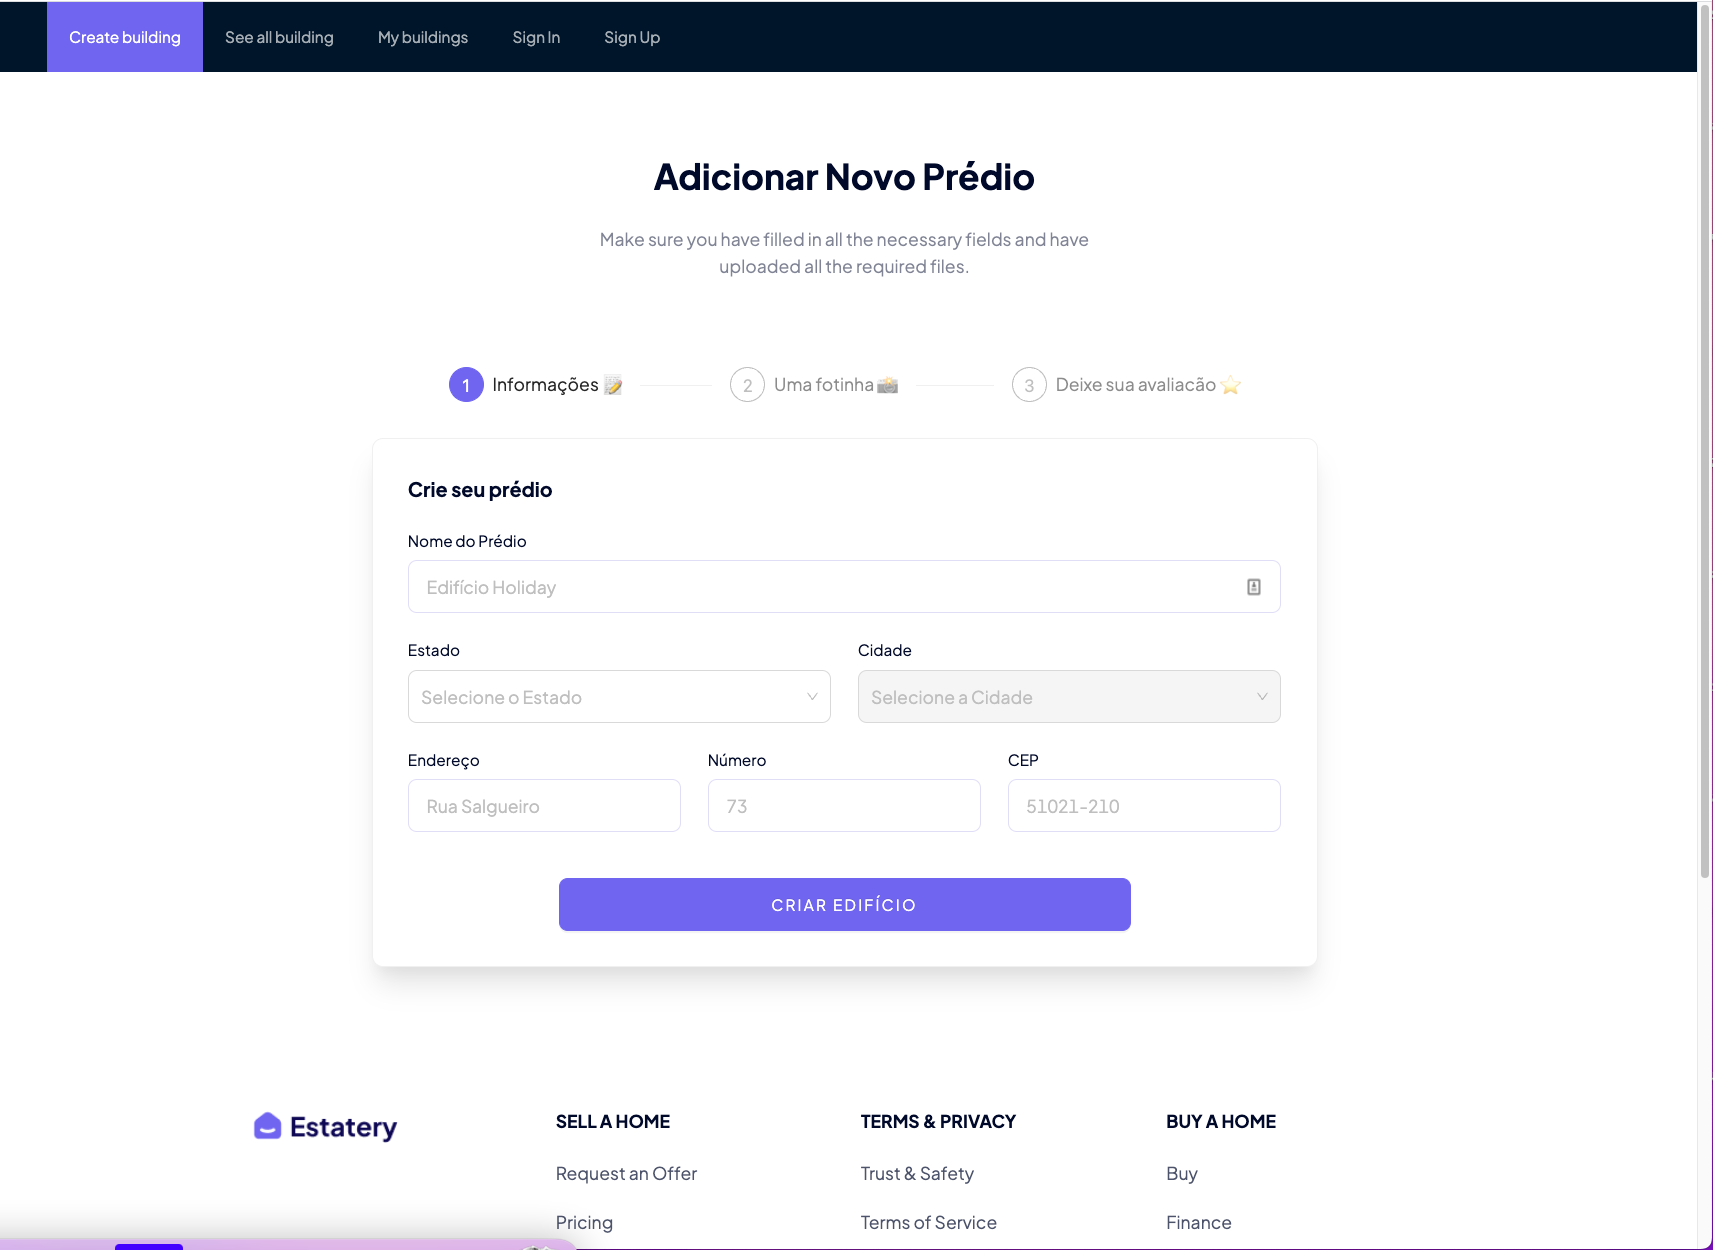 Create building See all building My buildings Sign In Sign Up
Adicionar Novo Prédio
Make sure you have filled in all the necessary fields and have
uploaded all the required files.
1 Informações 📝 2 Uma fotinha 📸 3 Deixe sua avaliacão ⭐
Crie seu prédio
Nome do Prédio
Edifício Holiday
Estado Cidade
Selecione o Estado Selecione a Cidade
Endereço Número CEP
Rua Salgueiro 73 51021-210
CRIAR EDIFÍCIO
Estatery
SELL A HOME TERMS & PRIVACY BUY A HOME
Request an Offer Trust & Safety Buy
Pricing Terms of Service Finance